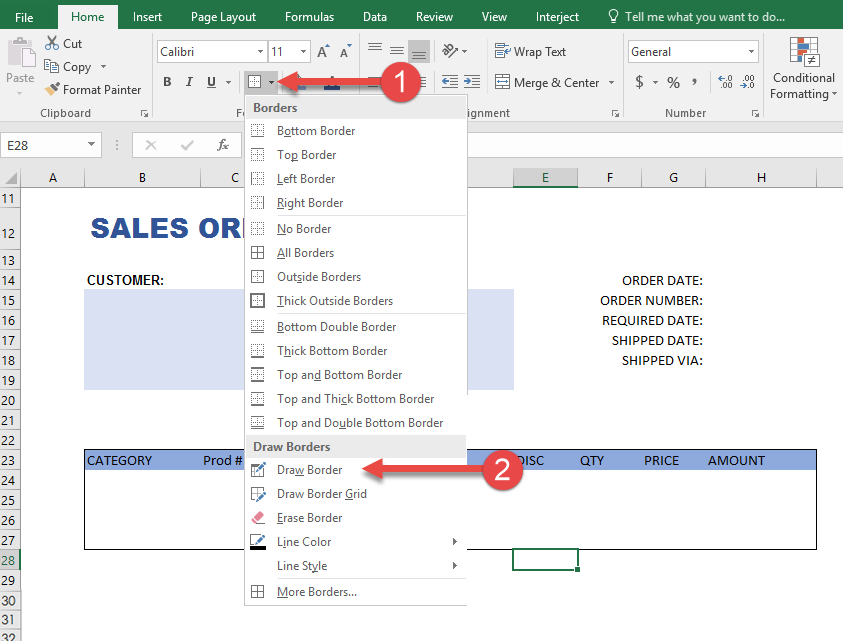 File Home Insert Page Layout Formulas Data Review View Interject Tell me what you want to do...
Paste
Cut
Copy
Format Painter
Clipboard
Calibri 11 A A
B I U
1
Wrap Text
Merge & Center
gnment
General
$ % ,
.0 .00
.00 .0
Number
Conditional
Formatting
E28 fx
A B C E F G H
11
12 SALES OR
13
14 CUSTOMER: ORDER DATE:
15 ORDER NUMBER:
16 REQUIRED DATE:
17 SHIPPED DATE:
18 SHIPPED VIA:
19
20
21
22
23 CATEGORY Prod # DISC QTY PRICE AMOUNT
24
25
26
27
28
29
30
31
32
Borders
Bottom Border
Top Border
Left Border
Right Border
No Border
All Borders
Outside Borders
Thick Outside Borders
Bottom Double Border
Thick Bottom Border
Top and Bottom Border
Top and Thick Bottom Border
Top and Double Bottom Border
Draw Borders
Draw Border
2
Draw Border Grid
Erase Border
Line Color
Line Style
More Borders...